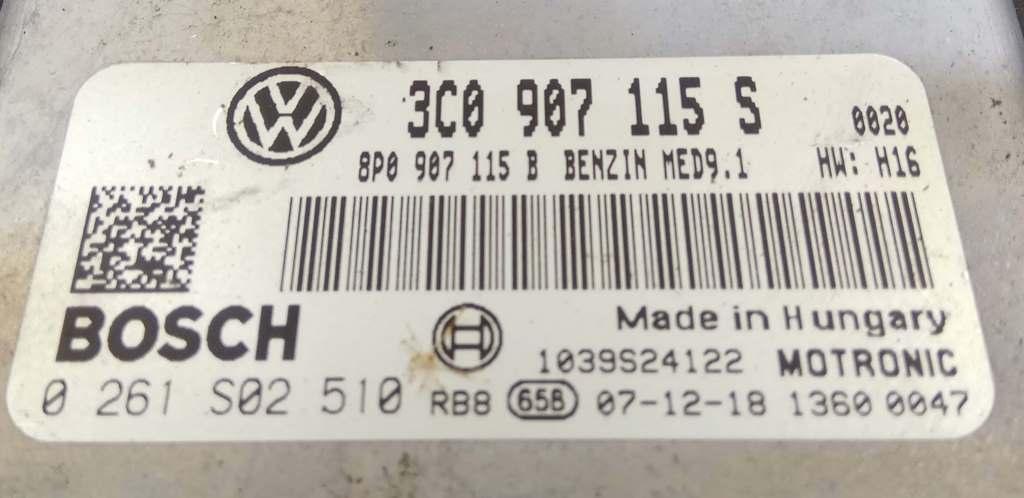 3C0 907 115 S 0020
8P0 907 115 B BENZIN MED9.1 HW: H16
BOSCH
Made in Hungary
1039S24122 MOTRONIC
0 261 S02 510 RB8 658 07-12-18 1360 0047